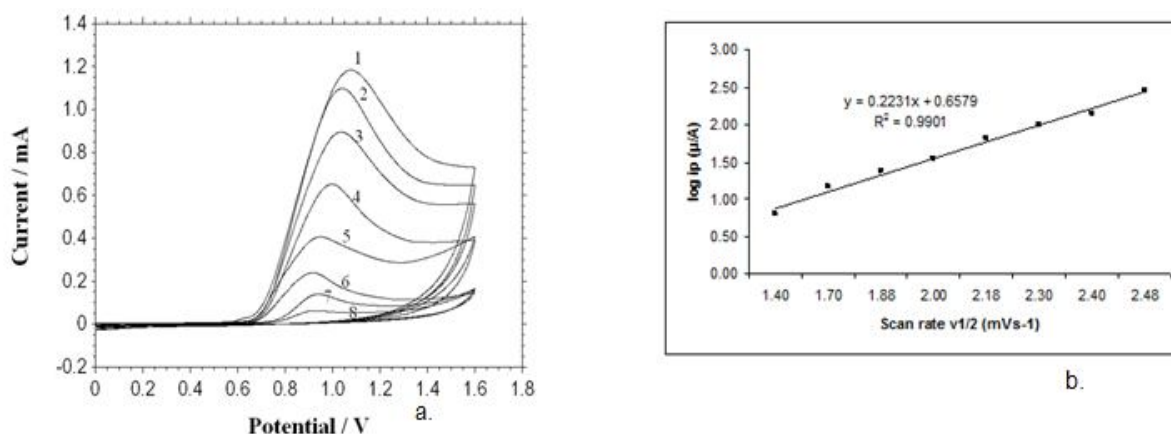 1.4
1.2
1.0
0.8
0.6
0.4
0.2
0
-0.2
Current / mA
1
2
3
4
5
6
7
8
0 0.2 0.4 0.6 0.8 1.0 1.2 1.4 1.6 1.8
Potential / V
a.
3.00
2.50
2.00
1.50
1.00
0.50
0.00
log ip (μ/A)
y = 0.2231x + 0.6579
R² = 0.9901
1.40 1.70 1.88 2.00 2.18 2.30 2.40 2.48
Scan rate v1/2 (mVs-1)
b.